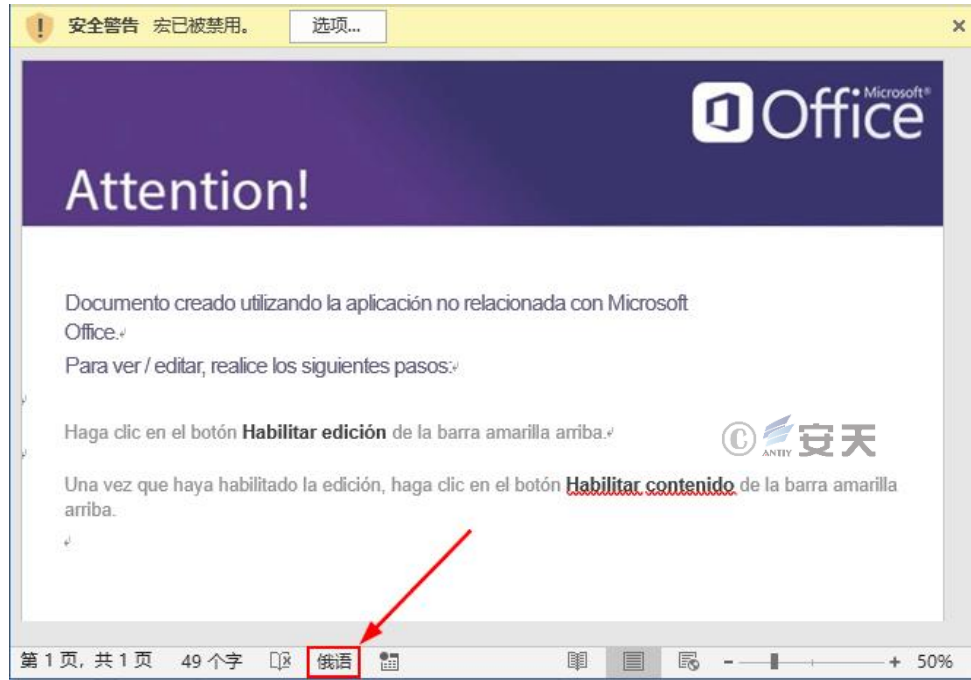 安全警告 宏已被禁用。 选项...
Microsoft®
Office
Attention!
Documento creado utilizando la aplicación no relacionada con Microsoft
Office.
Para ver / editar, realice los siguientes pasos:
Haga clic en el botón Habilitar edición de la barra amarilla arriba.
© ANTIY 安天
Una vez que haya habilitado la edición, haga clic en el botón Habilitar contenido de la barra amarilla
arriba.
第 1 页，共 1 页 49 个字 俄语 50%